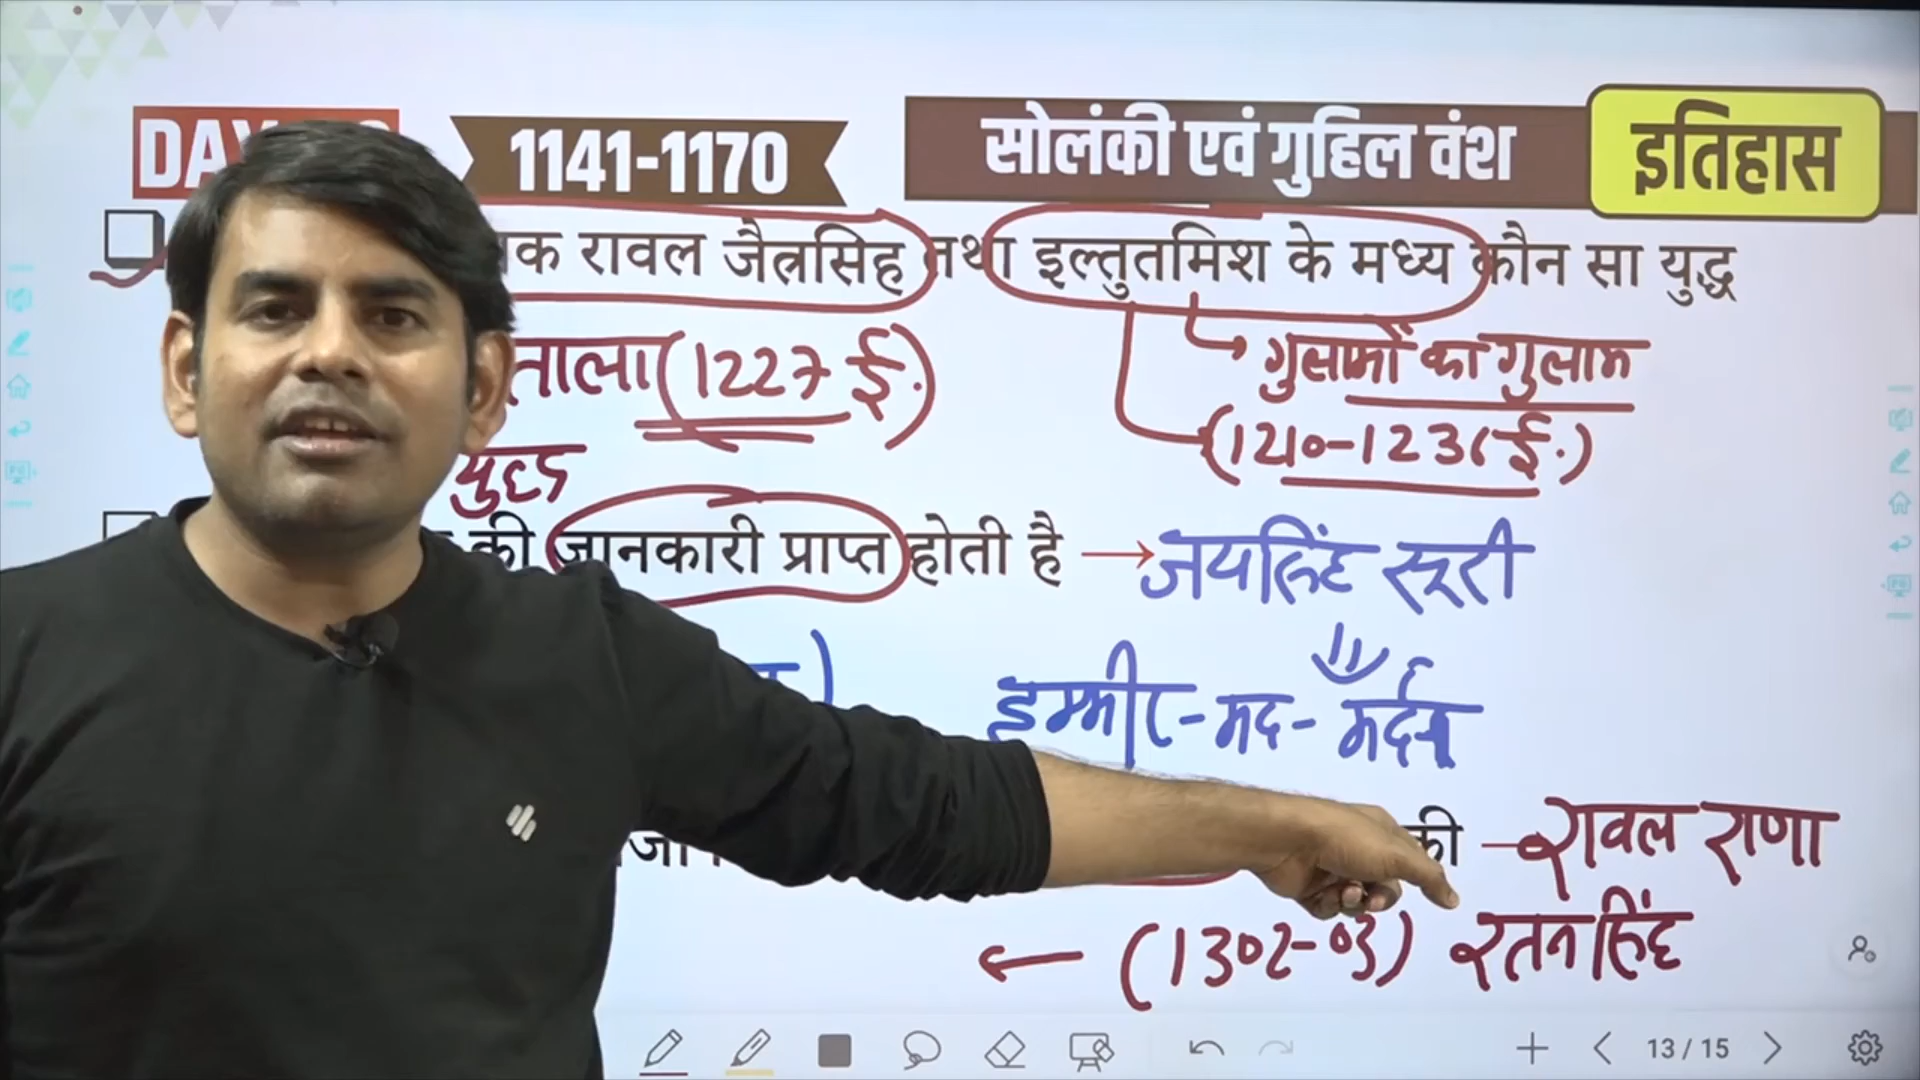 1141-1170
सोलंकी एवं गुहिल वंश
इतिहास
रावल जैत्रसिह तथा इल्तुतमिश के मध्य कौन सा युद्ध
ताला (1227 ई.)
गुलामों का गुलाम
युद्ध
(1210-1236 ई.)
की जानकारी प्राप्त होती है → जयसिंह सूरी
हम्मीर-मद-मर्दन
की रावल राणा
← (1302-03) रतनसिंह
13 / 15